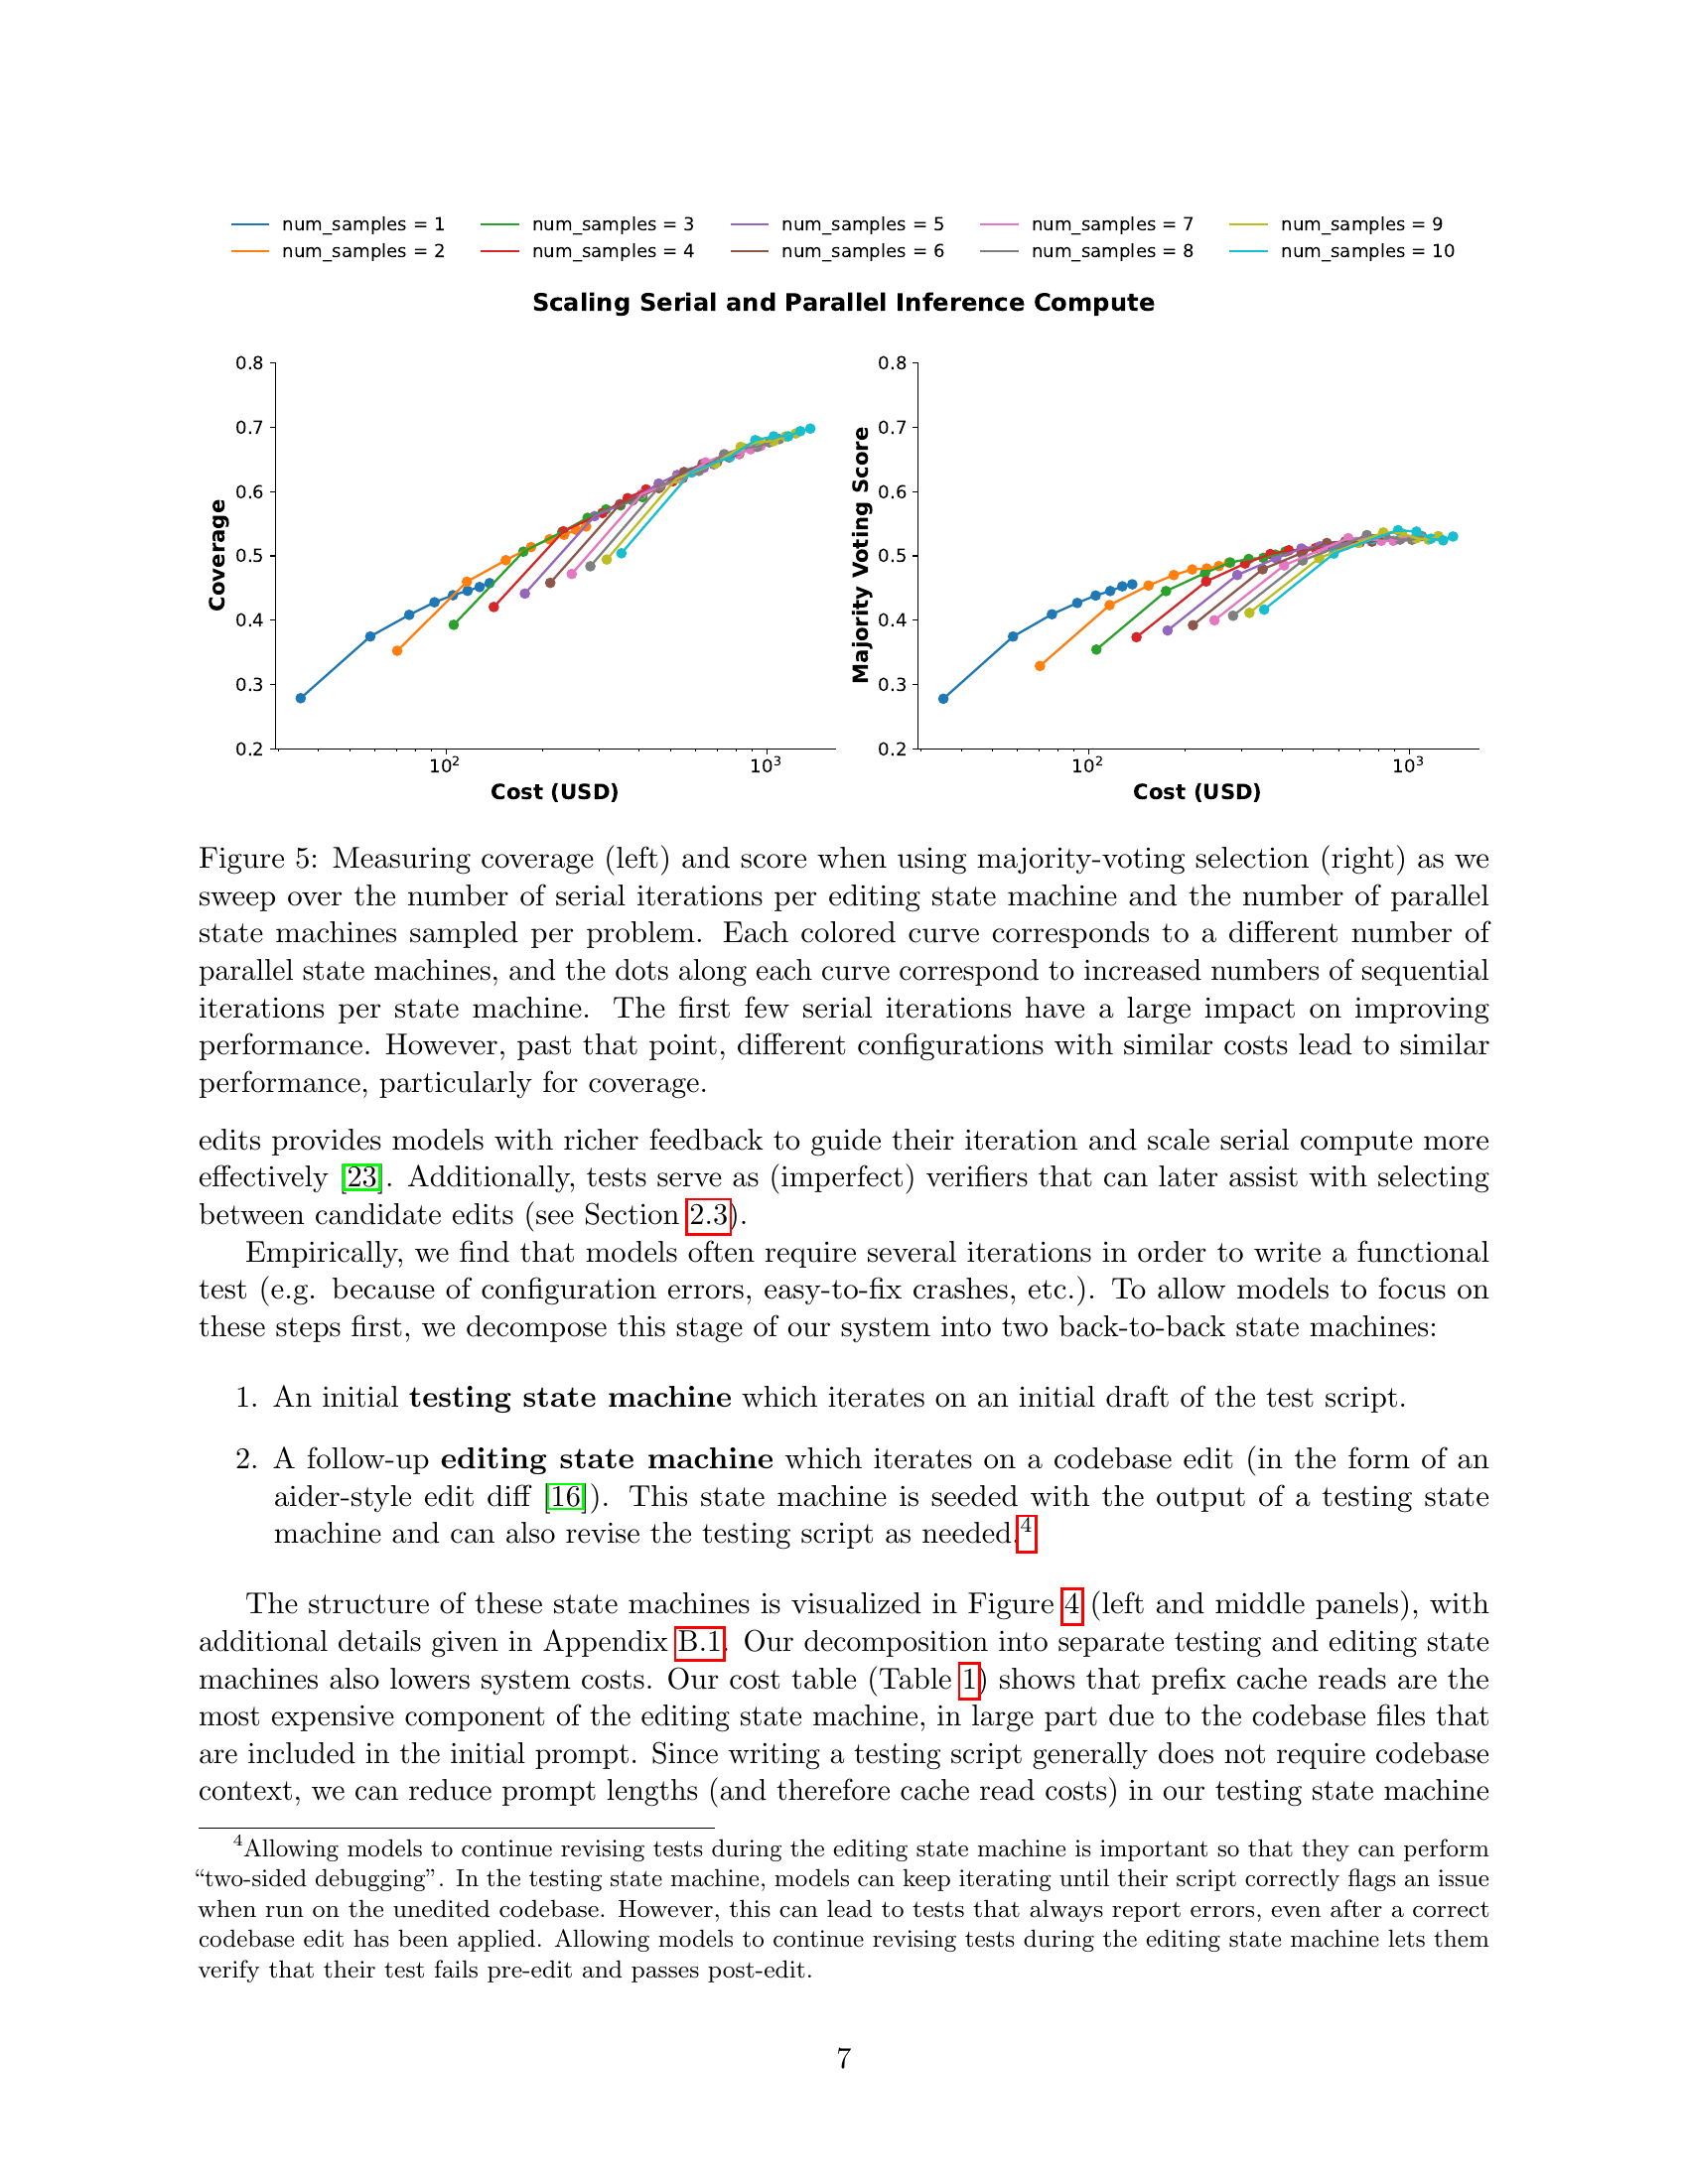 num_samples = 1 num_samples = 3 num_samples = 5 num_samples = 7 num_samples = 9
num_samples = 2 num_samples = 4 num_samples = 6 num_samples = 8 num_samples = 10
Scaling Serial and Parallel Inference Compute
0.8
0.7
0.6
0.5
0.4
0.3
0.2
Coverage
10² 10³
Cost (USD)
0.8
0.7
0.6
0.5
0.4
0.3
0.2
Majority Voting Score
10² 10³
Cost (USD)
Figure 5: Measuring coverage (left) and score when using majority-voting selection (right) as we
sweep over the number of serial iterations per editing state machine and the number of parallel
state machines sampled per problem. Each colored curve corresponds to a different number of
parallel state machines, and the dots along each curve correspond to increased numbers of sequential
iterations per state machine. The first few serial iterations have a large impact on improving
performance. However, past that point, different configurations with similar costs lead to similar
performance, particularly for coverage.
edits provides models with richer feedback to guide their iteration and scale serial compute more
effectively [23]. Additionally, tests serve as (imperfect) verifiers that can later assist with selecting
between candidate edits (see Section 2.3).
Empirically, we find that models often require several iterations in order to write a functional
test (e.g. because of configuration errors, easy-to-fix crashes, etc.). To allow models to focus on
these steps first, we decompose this stage of our system into two back-to-back state machines:
1. An initial testing state machine which iterates on an initial draft of the test script.
2. A follow-up editing state machine which iterates on a codebase edit (in the form of an
aider-style edit diff [16]). This state machine is seeded with the output of a testing state
machine and can also revise the testing script as needed.⁴
The structure of these state machines is visualized in Figure 4 (left and middle panels), with
additional details given in Appendix B.1. Our decomposition into separate testing and editing state
machines also lowers system costs. Our cost table (Table 1) shows that prefix cache reads are the
most expensive component of the editing state machine, in large part due to the codebase files that
are included in the initial prompt. Since writing a testing script generally does not require codebase
context, we can reduce prompt lengths (and therefore cache read costs) in our testing state machine
⁴Allowing models to continue revising tests during the editing state machine is important so that they can perform
“two-sided debugging”. In the testing state machine, models can keep iterating until their script correctly flags an issue
when run on the unedited codebase. However, this can lead to tests that always report errors, even after a correct
codebase edit has been applied. Allowing models to continue revising tests during the editing state machine lets them
verify that their test fails pre-edit and passes post-edit.
7